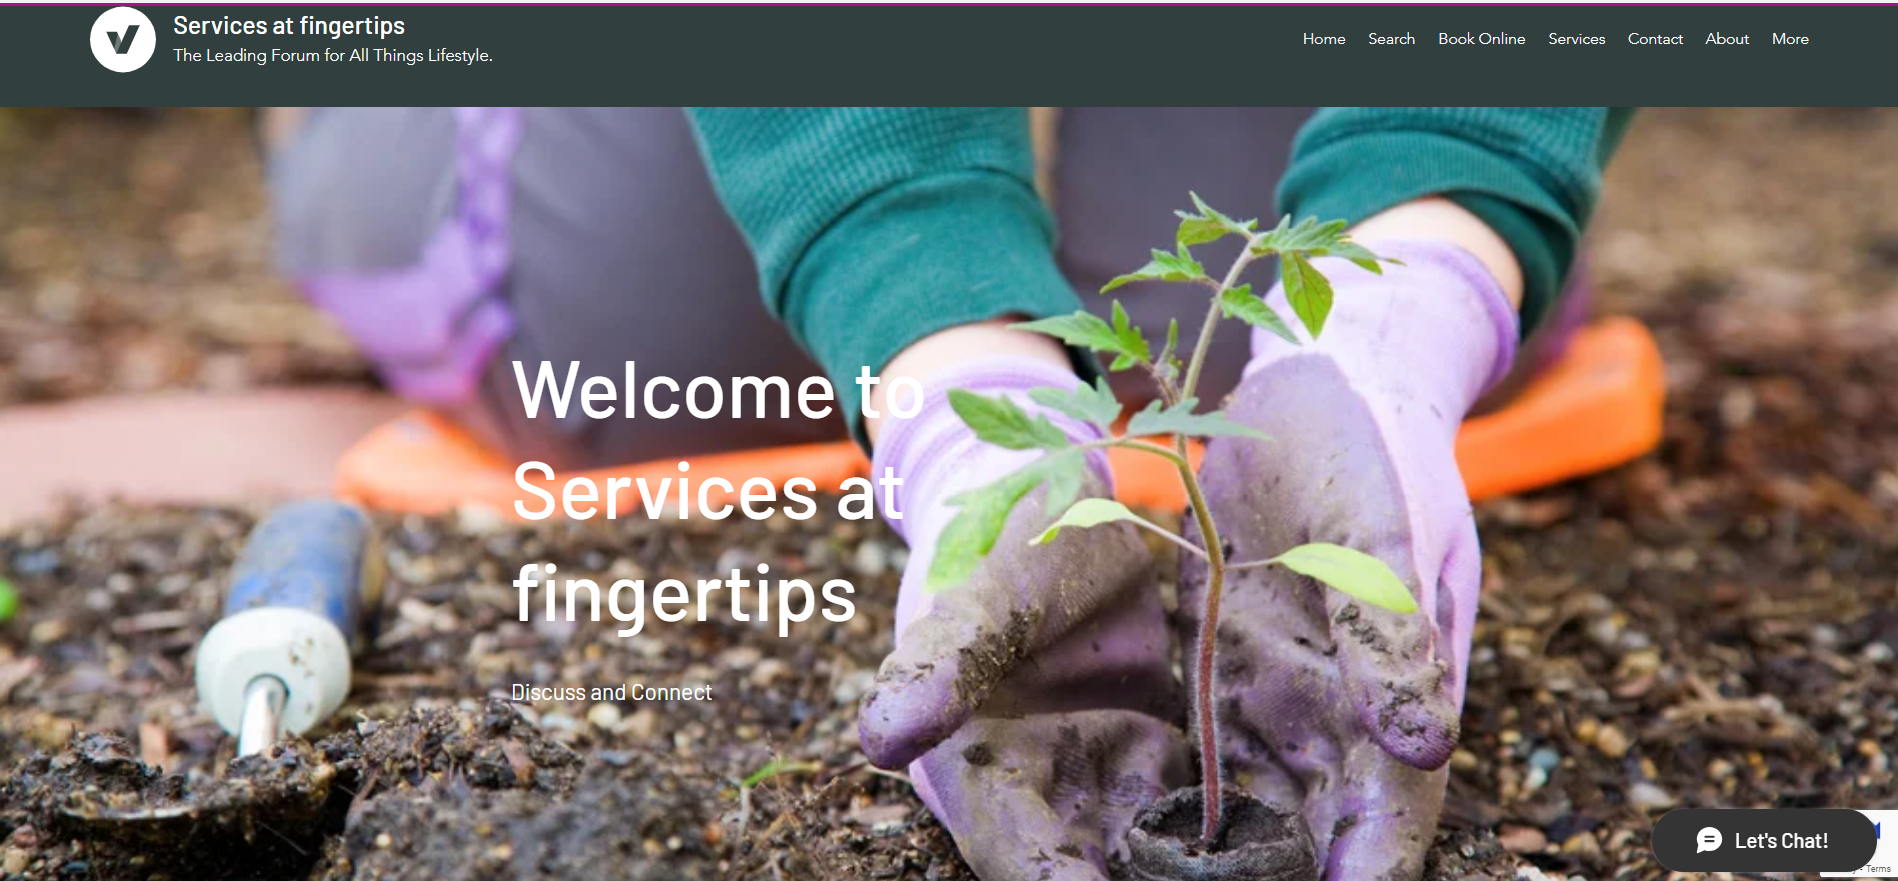 Services at fingertips
The Leading Forum for All Things Lifestyle.
Home Search Book Online Services Contact About More
Welcome to
Services at
fingertips
Discuss and Connect
Let's Chat!
- Terms